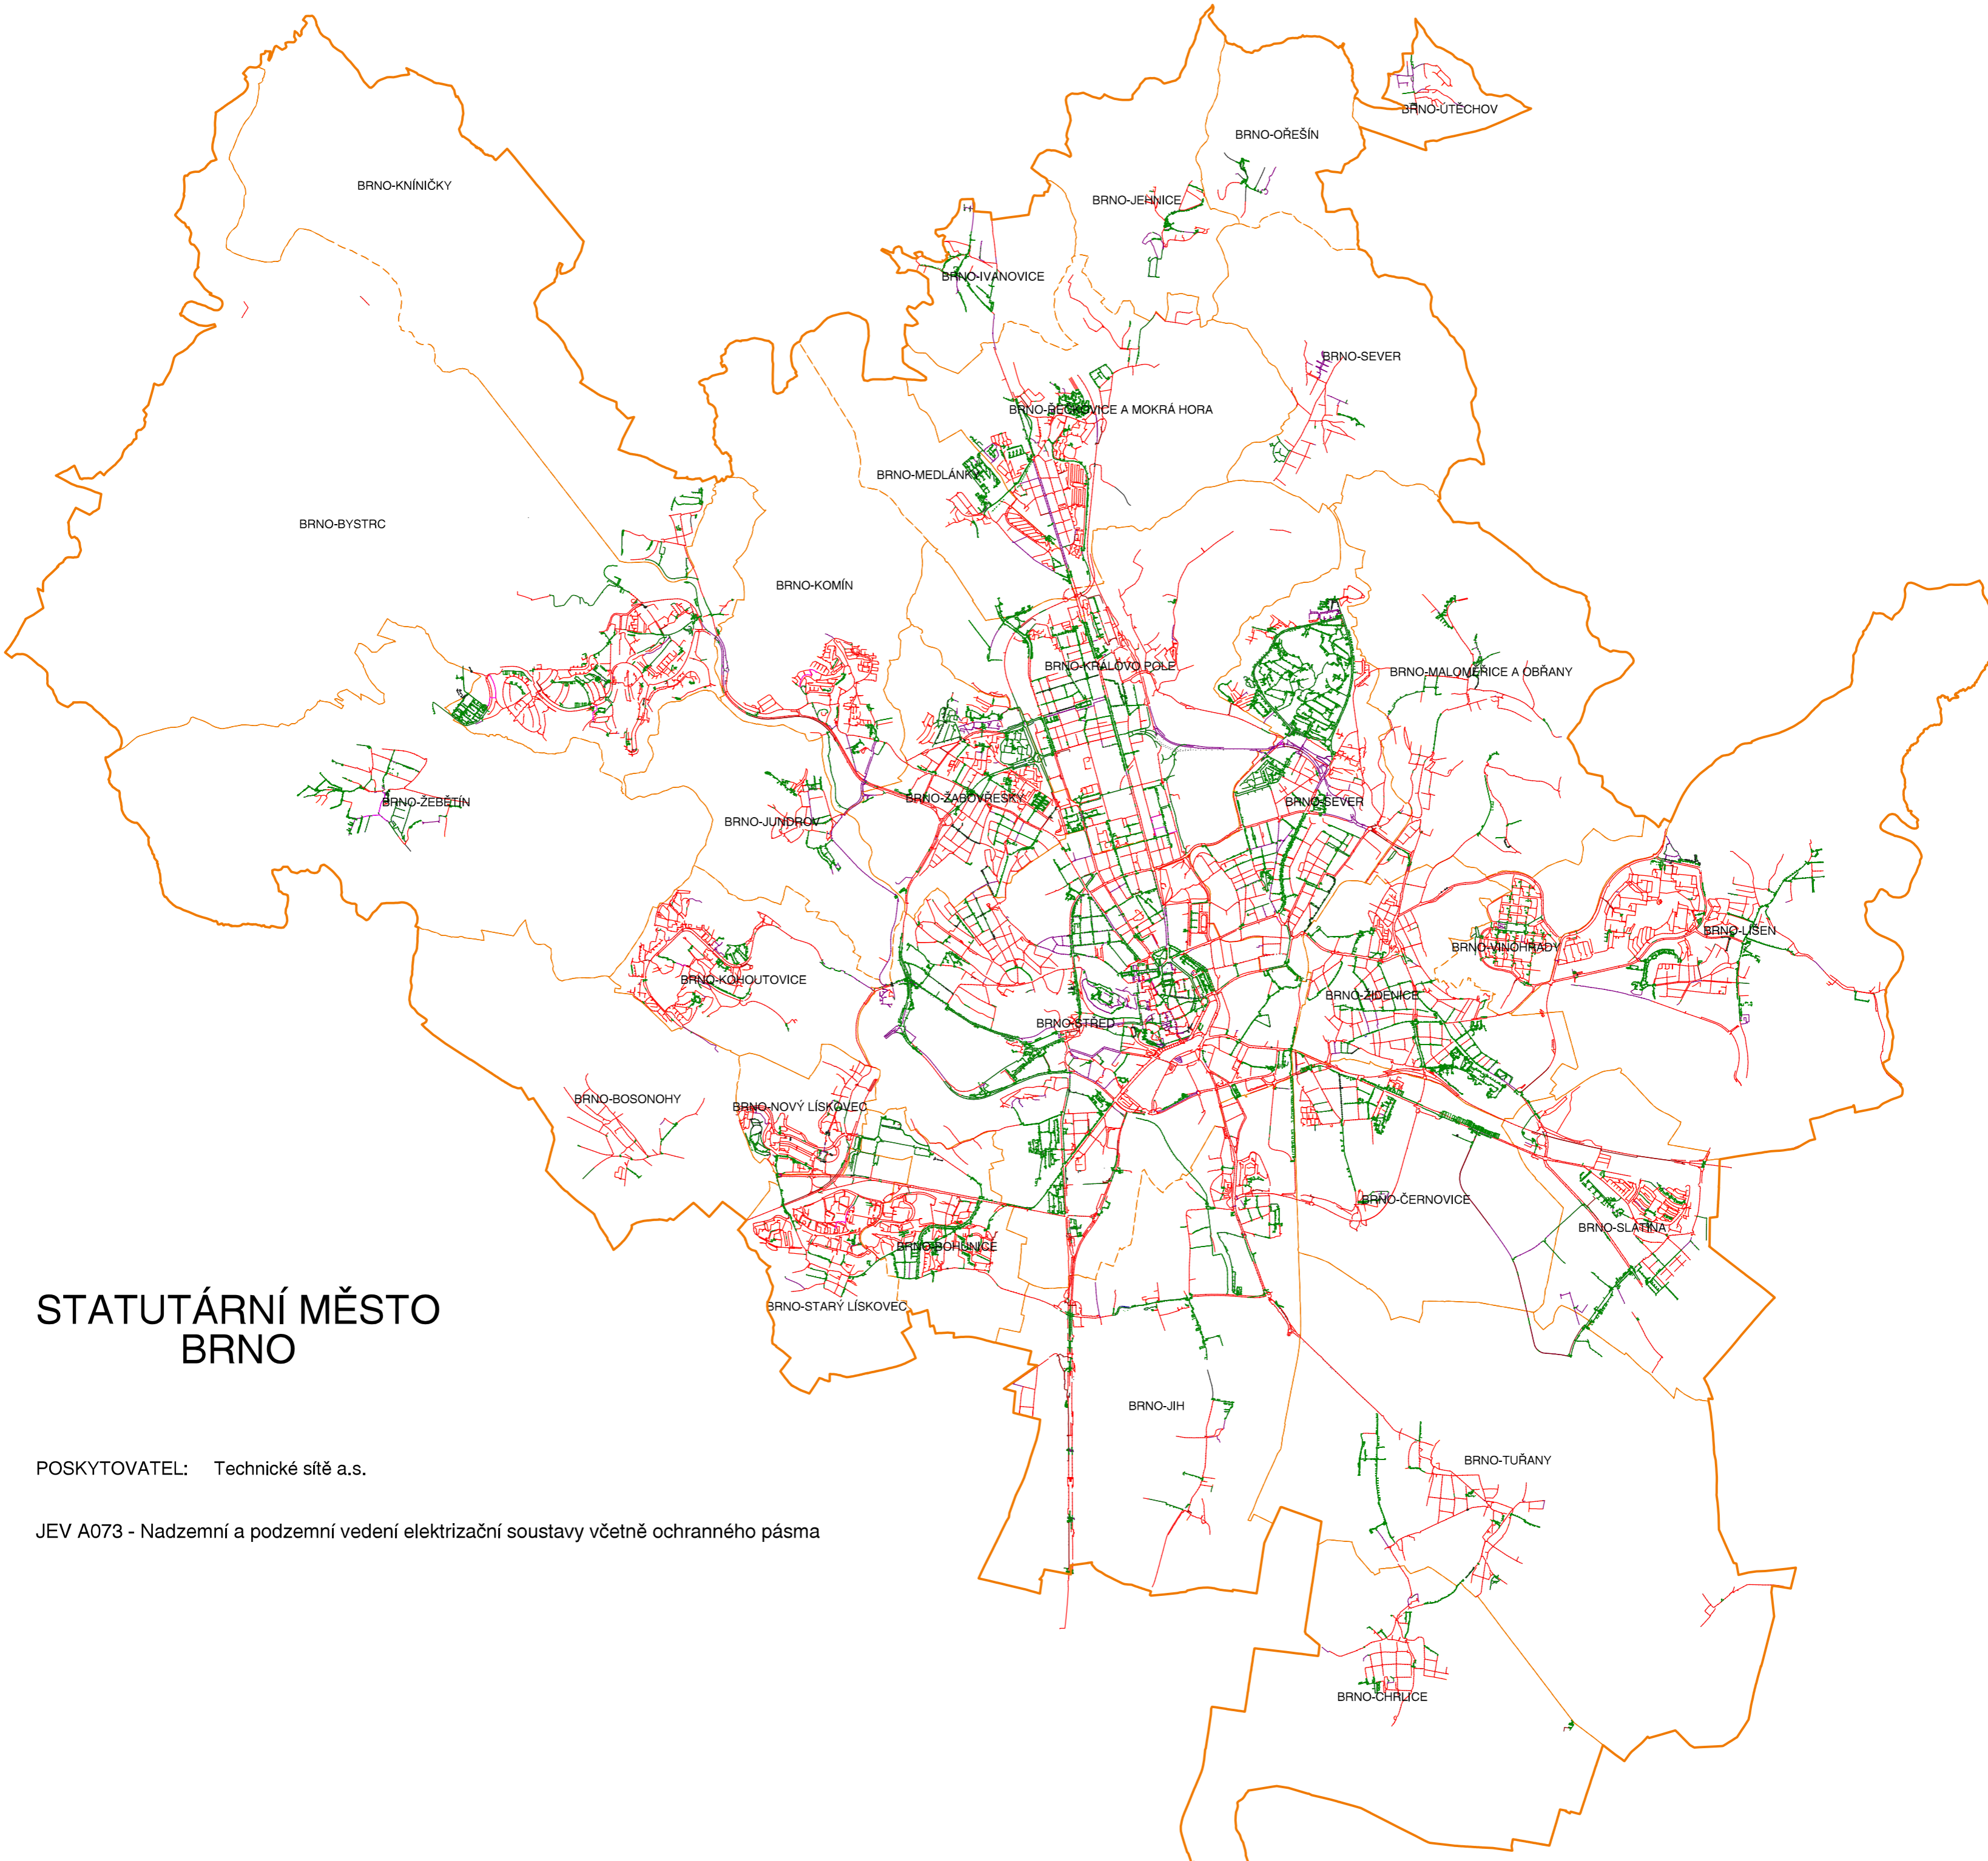 BRNO-ÚTĚCHOV
BRNO-OŘEŠÍN
BRNO-KNÍNIČKY
BRNO-JEHNICE
BRNO-IVANOVICE
BRNO-SEVER
BRNO-ŘEČKOVICE A MOKRÁ HORA
BRNO-MEDLÁNKY
BRNO-BYSTRC
BRNO-KOMÍN
BRNO-KRÁLOVO POLE
BRNO-MALOMĚŘICE A OBŘANY
BRNO-ŽEBĚTÍN
BRNO-ŽABOVŘESKY
BRNO-SEVER
BRNO-JUNDROV
BRNO-LÍŠEŇ
BRNO-VINOHRADY
BRNO-KOHOUTOVICE
BRNO-ŽIDENICE
BRNO-STŘED
BRNO-BOSONOHY
BRNO-NOVÝ LÍSKOVEC
BRNO-ČERNOVICE
BRNO-SLATINA
BRNO-BOHUNICE
BRNO-STARÝ LÍSKOVEC
STATUTÁRNÍ MĚSTO
BRNO
BRNO-JIH
BRNO-TUŘANY
POSKYTOVATEL: Technické sítě a.s.
JEV A073 - Nadzemní a podzemní vedení elektrizační soustavy včetně ochranného pásma
BRNO-CHRLICE